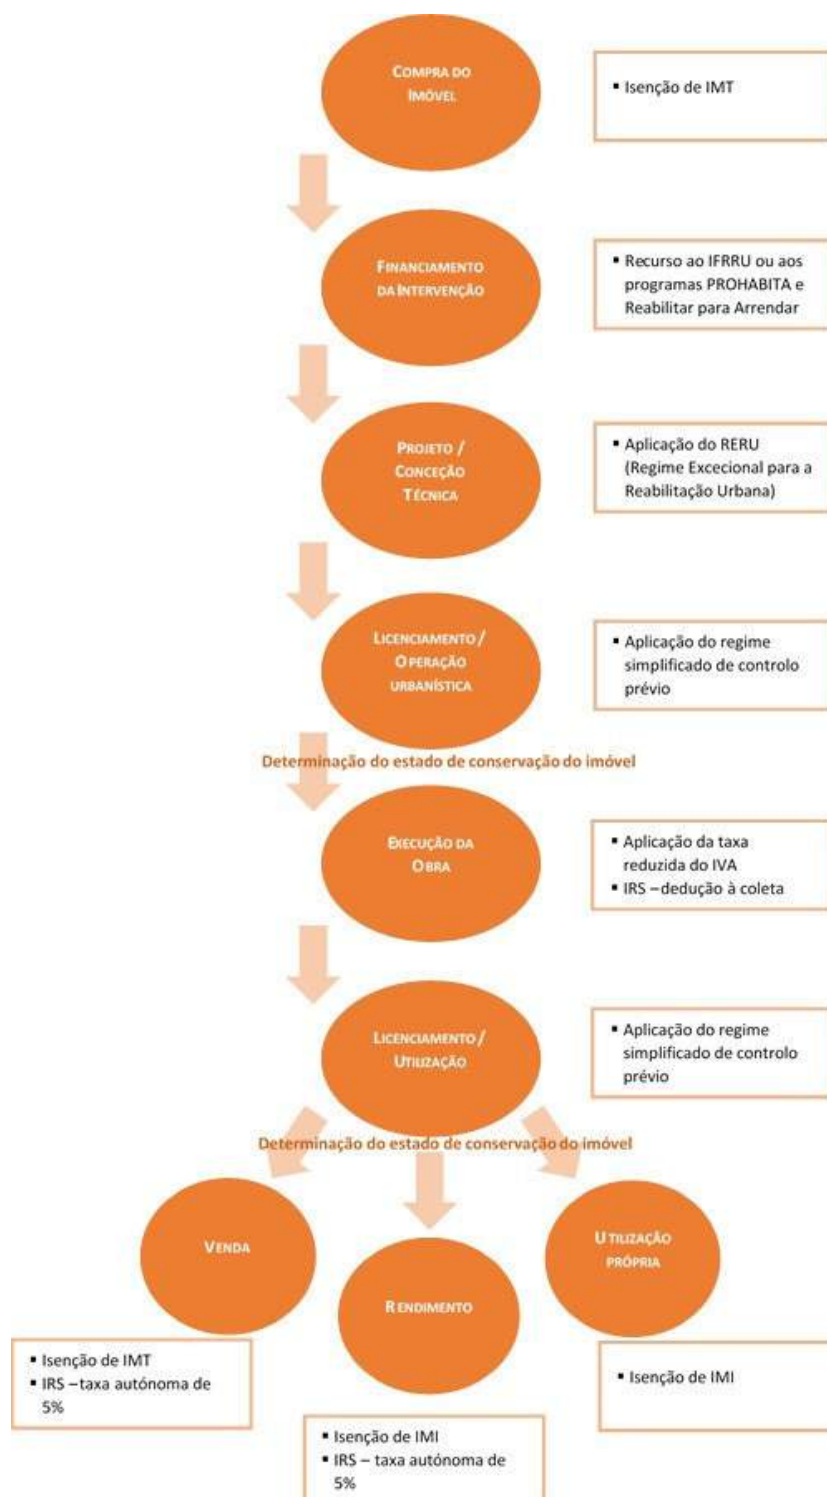 COMPRA DO
IMÓVEL
▪ Isenção de IMT
FINANCIAMENTO
DA INTERVENÇÃO
▪ Recurso ao IFRRU ou aos
programas PROHABITA e
Reabilitar para Arrendar
PROJETO /
CONCEÇÃO
TÉCNICA
▪ Aplicação do RERU
(Regime Excecional para a
Reabilitação Urbana)
LICENCIAMENTO /
OPERAÇÃO
URBANÍSTICA
▪ Aplicação do regime
simplificado de controlo
prévio
Determinação do estado de conservação do imóvel
EXECUÇÃO DA
OBRA
▪ Aplicação da taxa
reduzida do IVA
▪ IRS – dedução à coleta
LICENCIAMENTO /
UTILIZAÇÃO
▪ Aplicação do regime
simplificado de controlo
prévio
Determinação do estado de conservação do imóvel
VENDA
▪ Isenção de IMT
▪ IRS – taxa autónoma de
5%
RENDIMENTO
▪ Isenção de IMI
▪ IRS – taxa autónoma de
5%
UTILIZAÇÃO
PRÓPRIA
▪ Isenção de IMI